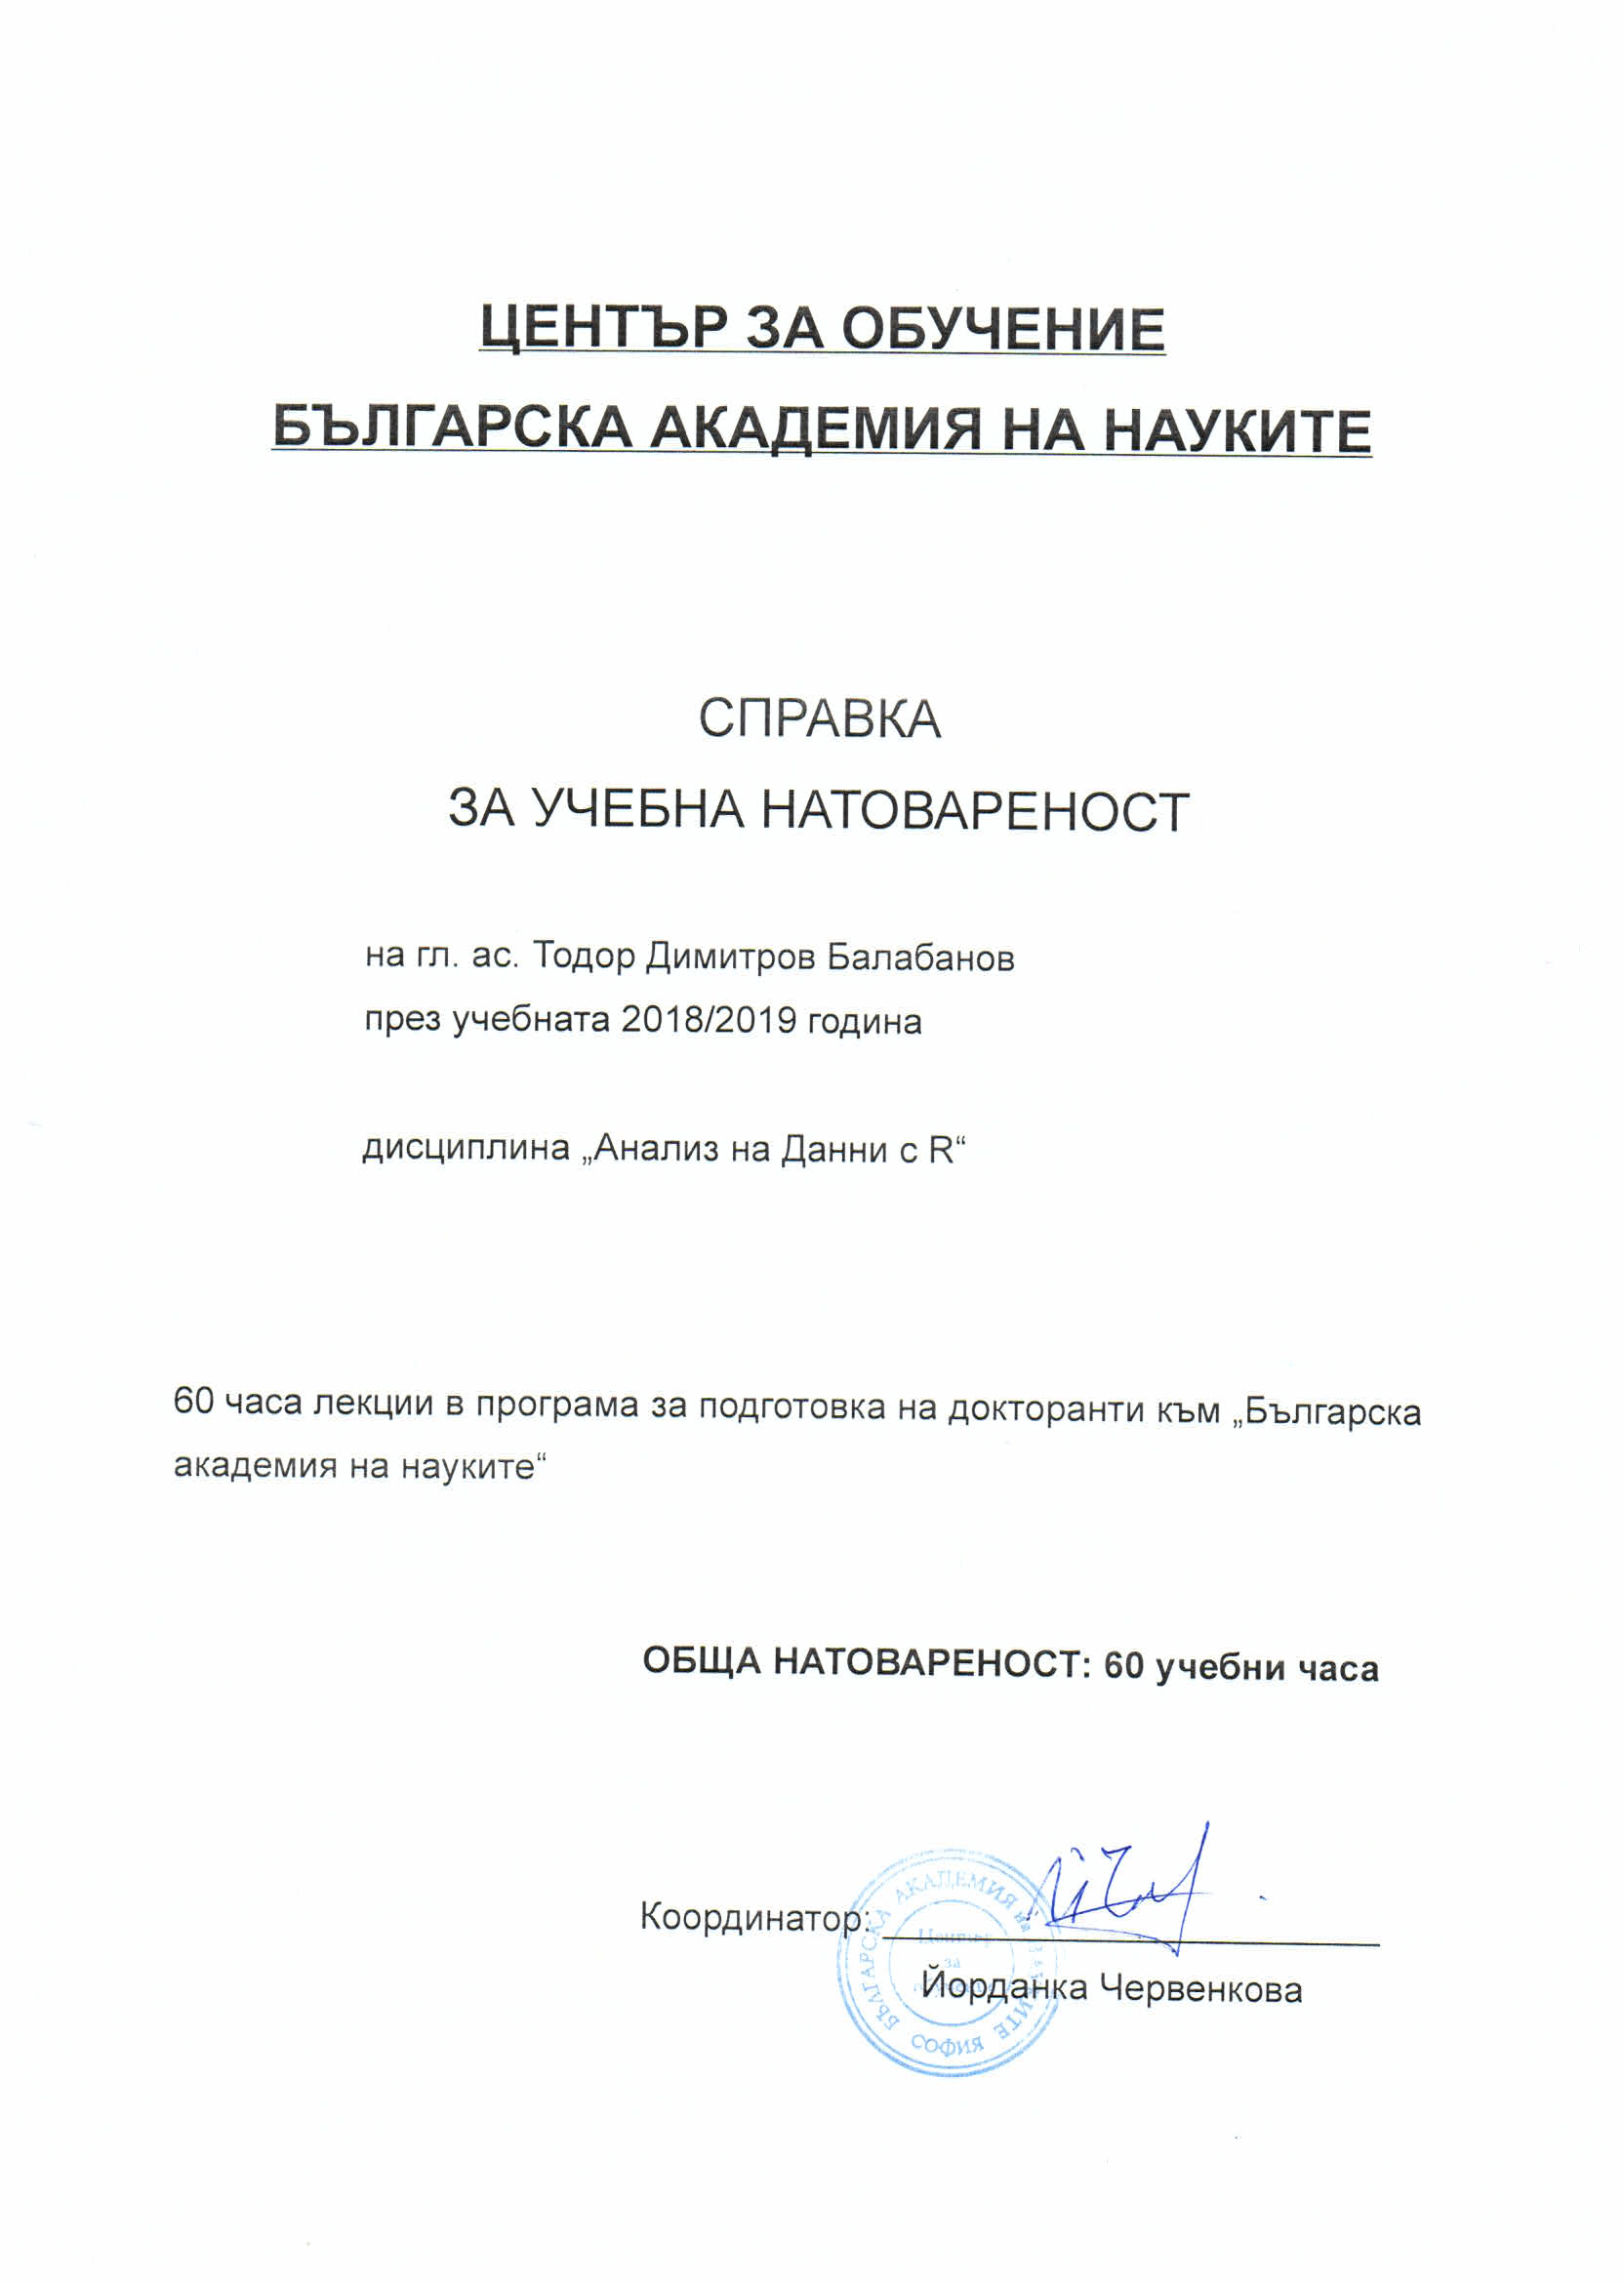 ЦЕНТЪР ЗА ОБУЧЕНИЕ
БЪЛГАРСКА АКАДЕМИЯ НА НАУКИТЕ
СПРАВКА
ЗА УЧЕБНА НАТОВАРЕНОСТ
на гл. ас. Тодор Димитров Балабанов
през учебната 2018/2019 година
дисциплина „Анализ на Данни с R“
60 часа лекции в програма за подготовка на докторанти към „Българска
академия на науките“
ОБЩА НАТОВАРЕНОСТ: 60 учебни часа
Координатор:
Йорданка Червенкова
БЪЛГАРСКА АКАДЕМИЯ на НАУКИТЕ
СОФИЯ
Център
за